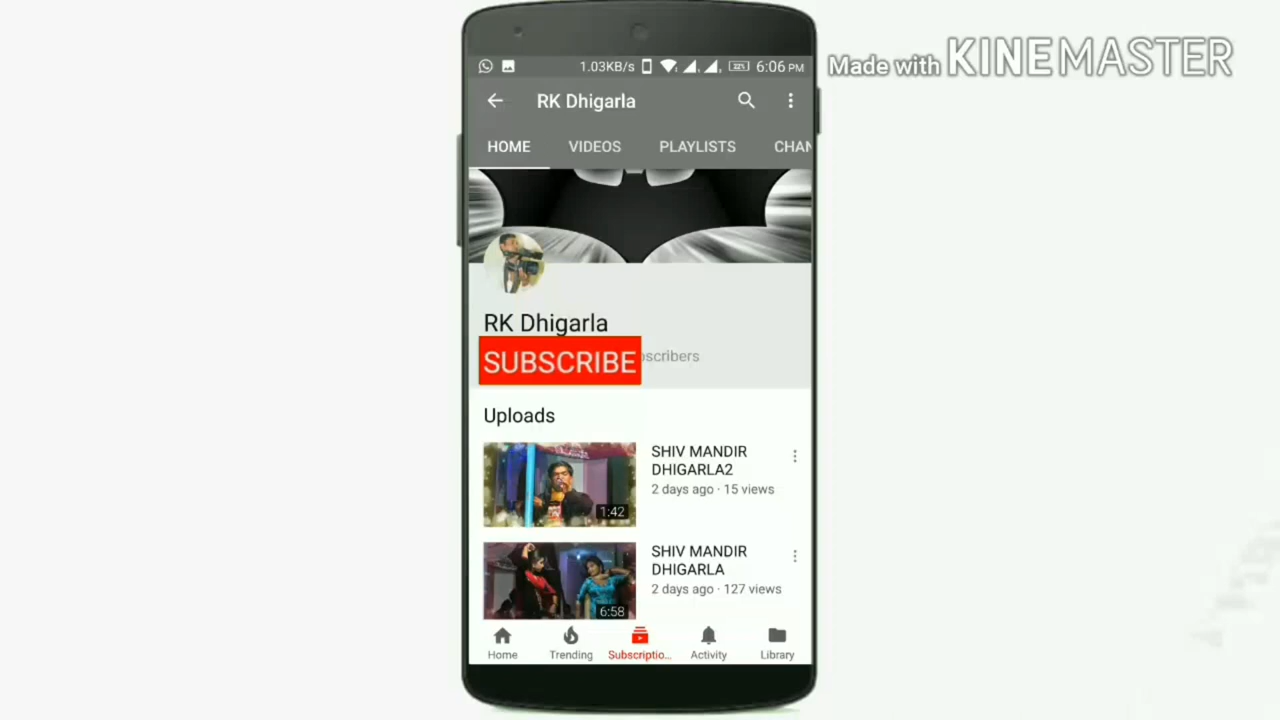 Made with KINEMASTER
1.03KB/s 32% 6:06 PM
RK Dhigarla
HOME VIDEOS PLAYLISTS CHAN
RK Dhigarla
SUBSCRIBE bscribers
Uploads
SHIV MANDIR
DHIGARLA2
2 days ago · 15 views
1:42
SHIV MANDIR
DHIGARLA
2 days ago · 127 views
6:58
Home Trending Subscriptio... Activity Library